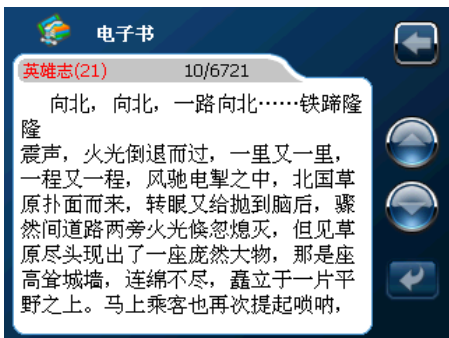 电子书
英雄志(21) 10/6721
向北，向北，一路向北……铁蹄隆
隆
震声，火光倒退而过，一里又一里，
一程又一程，风驰电掣之中，北国草
原扑面而来，转眼又给抛到脑后，骤
然间道路两旁火光倏忽熄灭，但见草
原尽头现出了一座庞然大物，那是座
高耸城墙，连绵不尽，矗立于一片平
野之上。马上乘客也再次提起唢呐，